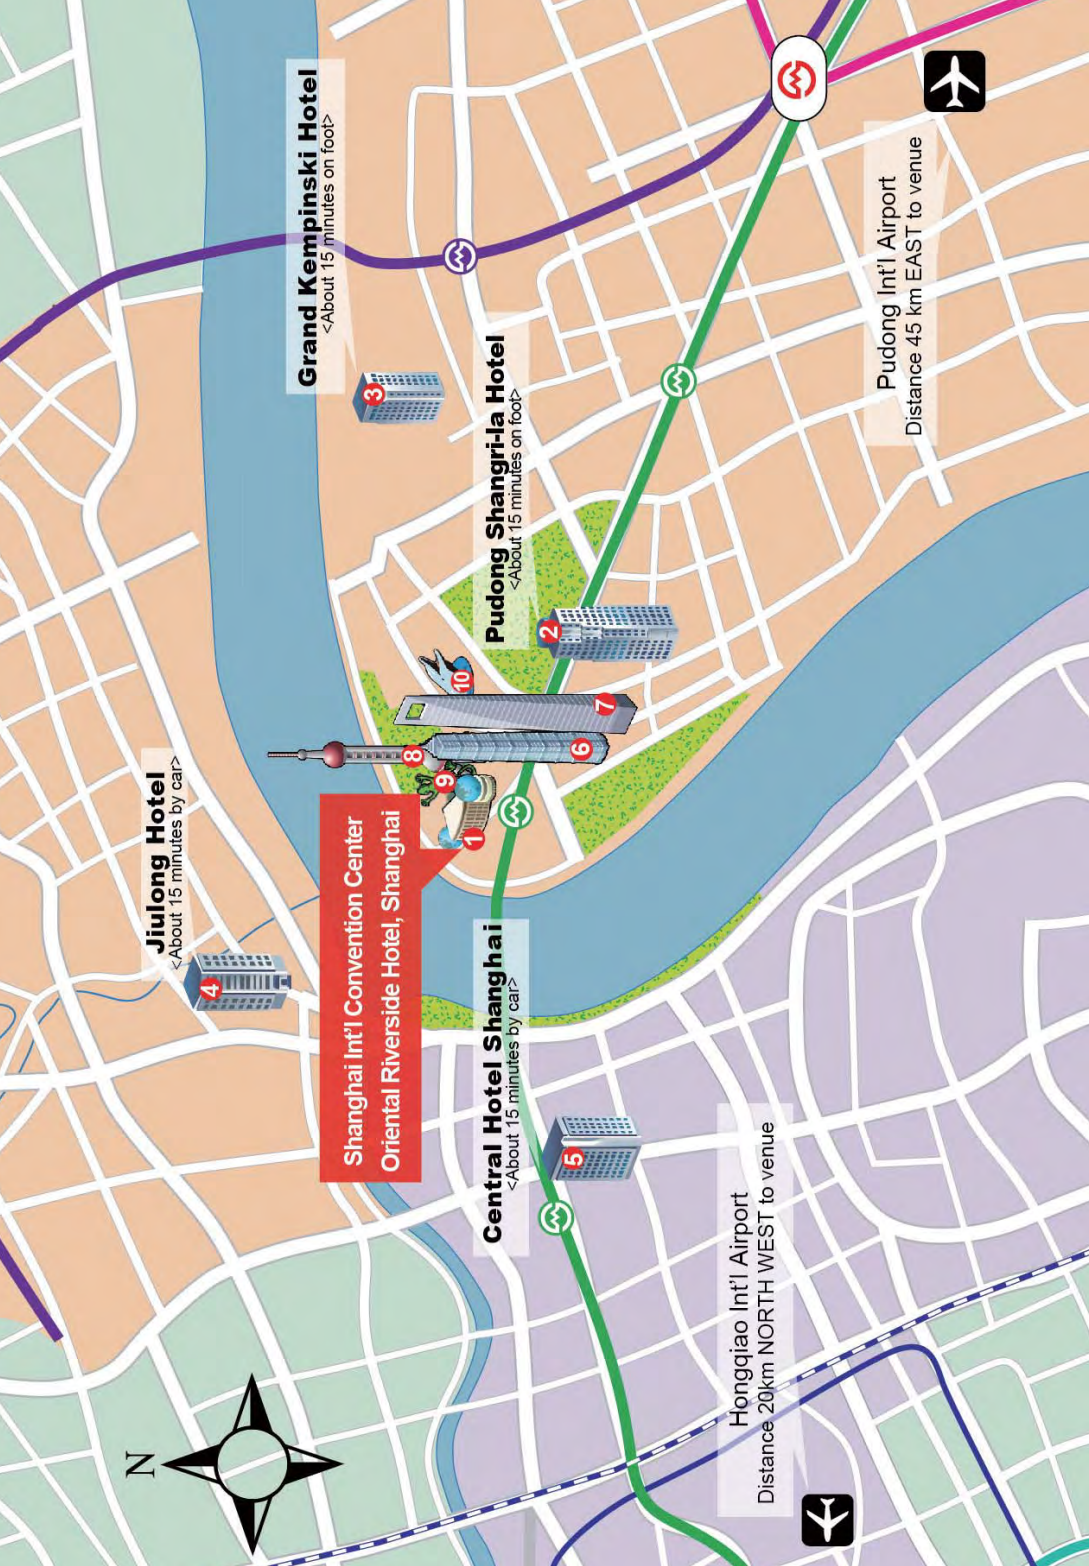 N
Jiulong Hotel
<About 15 minutes by car>
4
Grand Kempinski Hotel
<About 15 minutes on foot>
3
Shanghai Int'l Convention Center
Oriental Riverside Hotel, Shanghai
1
9
8
10
6
7
Pudong Shangri-la Hotel
<About 15 minutes on foot>
2
Central Hotel Shanghai
<About 15 minutes by car>
5
Hongqiao Int'l Airport
Distance 20km NORTH WEST to venue
Pudong Int'l Airport
Distance 45 km EAST to venue